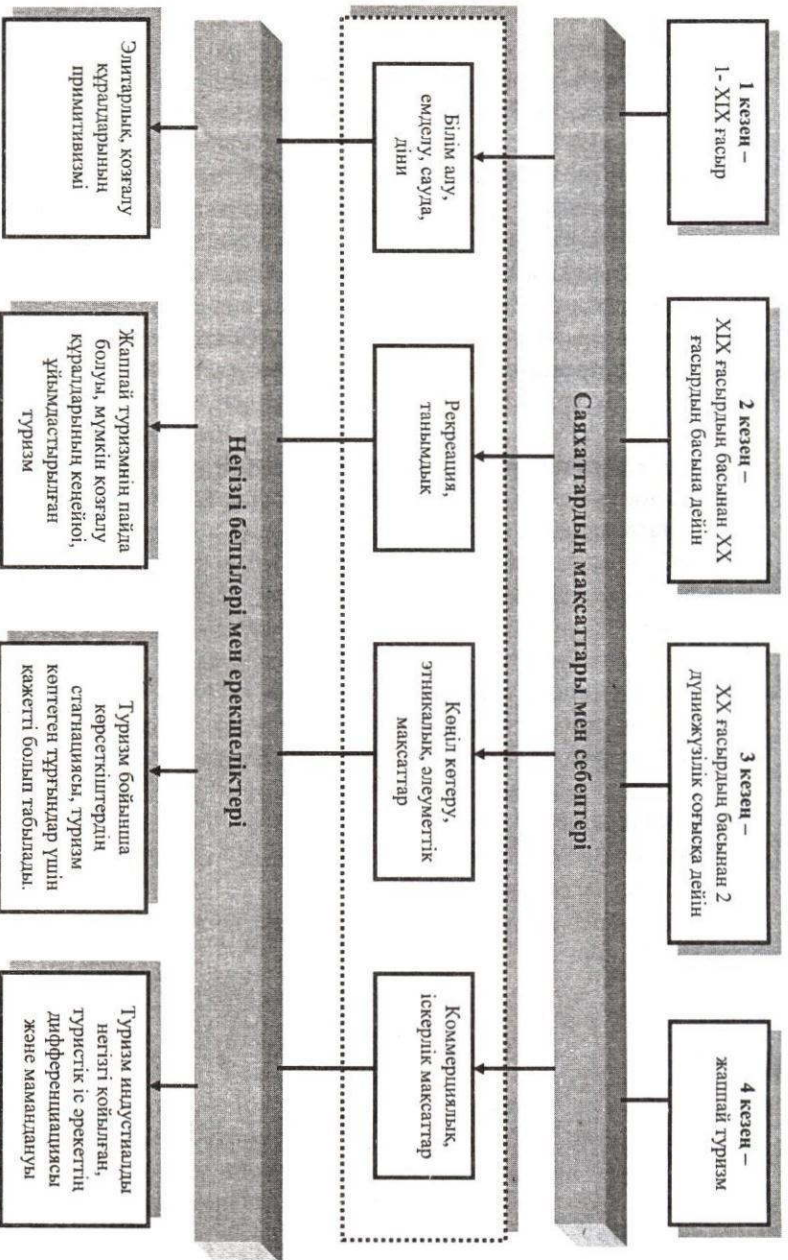 1 кезең –
1- XIX ғасыр
2 кезең –
XIX ғасырдың басынан XX
ғасырдың басына дейін
3 кезең –
XX ғасырдың басынан 2
дүниежүзілік соғысқа дейін
4 кезең –
жаппай туризм
Саяхаттардың мақсаттары мен себептері
Білім алу,
емделу, сауда,
діни
Рекреация,
танымдық
Көңіл көтеру,
этникалық, әлеуметтік
мақсаттар
Коммерциялық,
іскерлік мақсаттар
Негізгі белгілері мен ерекшеліктері
Элитарлық, қозғалу
құралдарының
примитивизмі
Жаппай туризмнің пайда
болуы, мүмкін қозғалу
құралдарының кеңейюі,
ұйымдастырылған
туризм
Туризм бойынша
көрсеткіштердің
стагнациясы, туризм
көптеген тұрғындар үшін
қажетті болып табылады.
Туризм индустиалды
негізгі қойылған,
туристік іс әрекеттің
дифференциациясы
және мамандануы